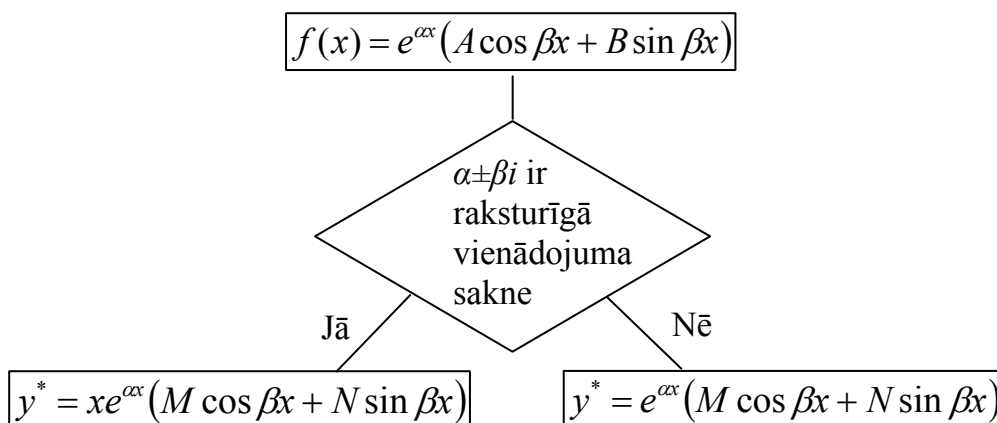 f(x) = e^{αx}(A cos βx + B sin βx)
α±βi ir
raksturīgā
vienādojuma
sakne
Jā
Nē
y^* = xe^{αx}(M cos βx + N sin βx)
y^* = e^{αx}(M cos βx + N sin βx)